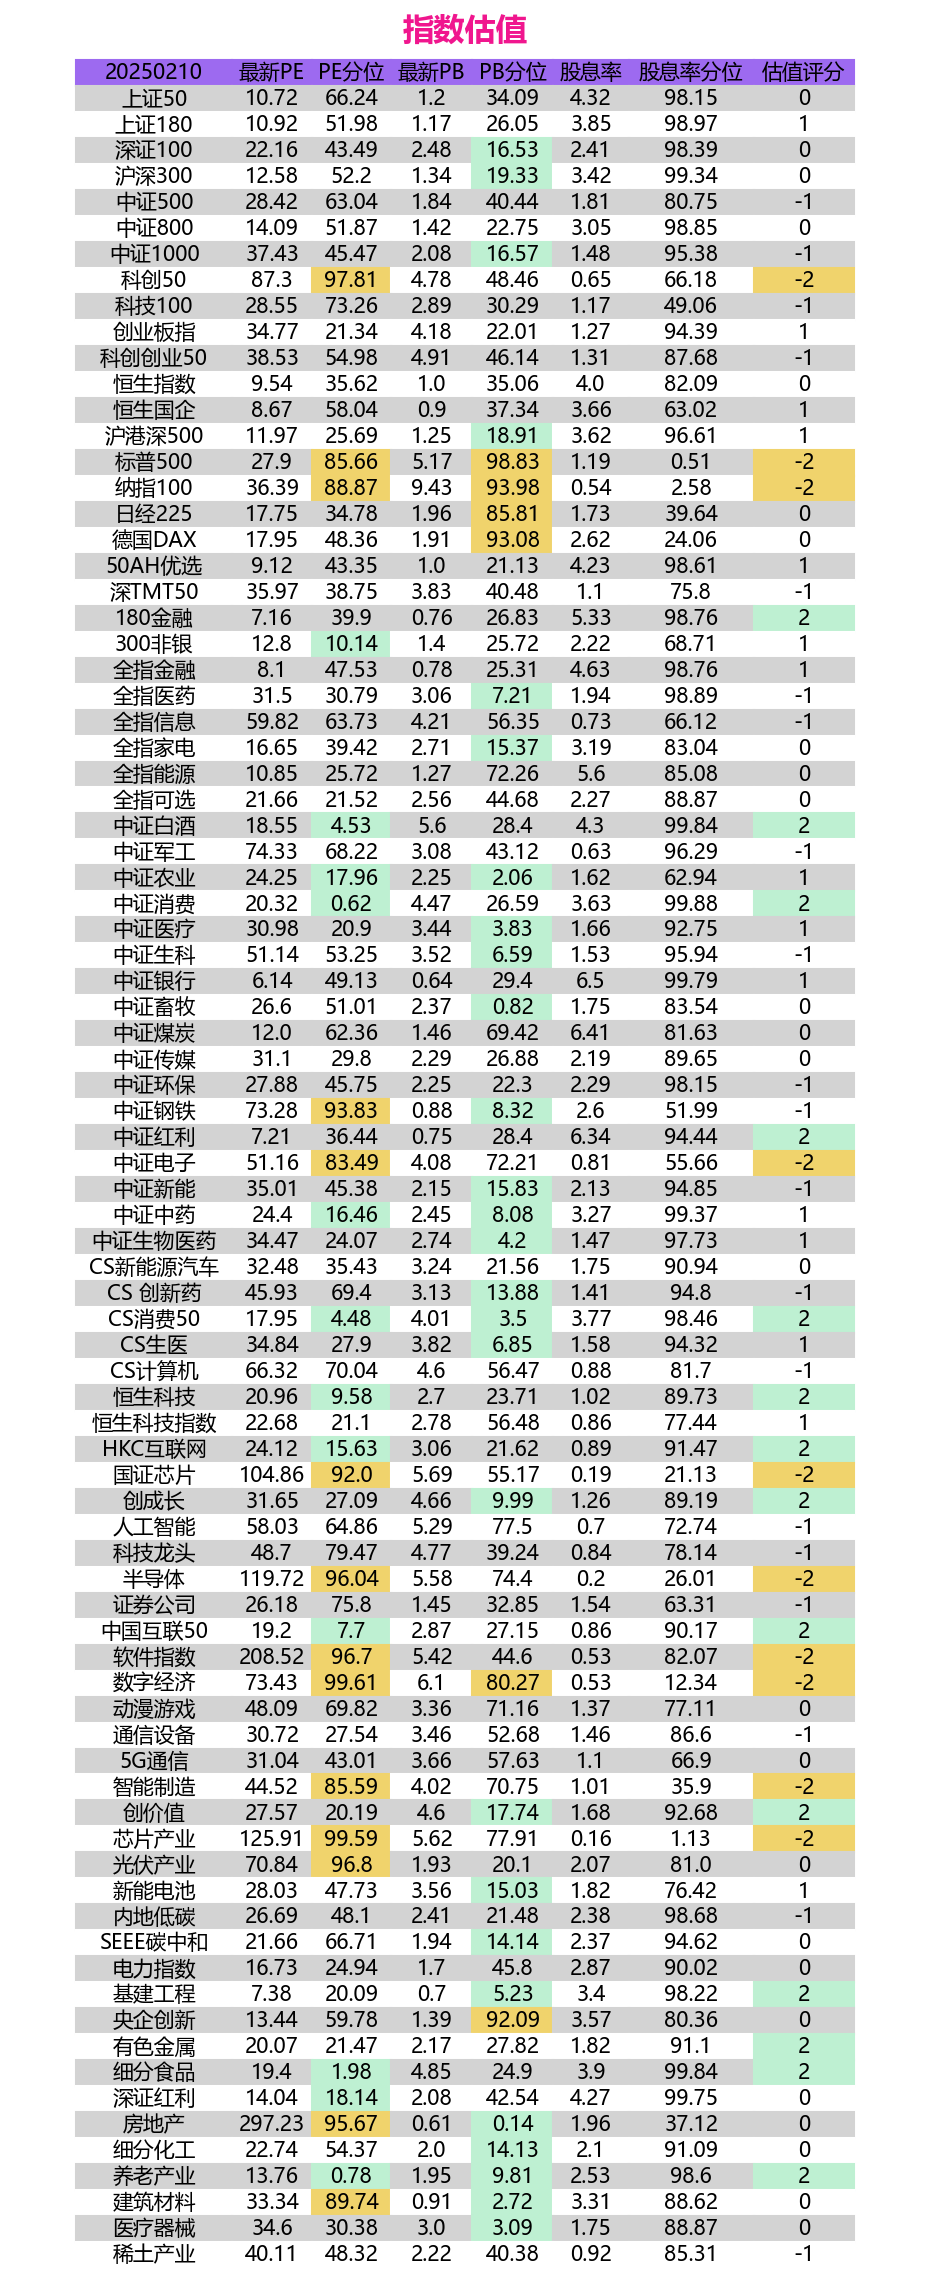 指数估值
20250210 最新PE PE分位 最新PB PB分位 股息率 股息率分位 估值评分
上证50 10.72 66.24 1.2 34.09 4.32 98.15 0
上证180 10.92 51.98 1.17 26.05 3.85 98.97 1
深证100 22.16 43.49 2.48 16.53 2.41 98.39 0
沪深300 12.58 52.2 1.34 19.33 3.42 99.34 0
中证500 28.42 63.04 1.84 40.44 1.81 80.75 -1
中证800 14.09 51.87 1.42 22.75 3.05 98.85 0
中证1000 37.43 45.47 2.08 16.57 1.48 95.38 -1
科创50 87.3 97.81 4.78 48.46 0.65 66.18 -2
科技100 28.55 73.26 2.89 30.29 1.17 49.06 -1
创业板指 34.77 21.34 4.18 22.01 1.27 94.39 1
科创创业50 38.53 54.98 4.91 46.14 1.31 87.68 -1
恒生指数 9.54 35.62 1.0 35.06 4.0 82.09 0
恒生国企 8.67 58.04 0.9 37.34 3.66 63.02 1
沪港深500 11.97 25.69 1.25 18.91 3.62 96.61 1
标普500 27.9 85.66 5.17 98.83 1.19 0.51 -2
纳指100 36.39 88.87 9.43 93.98 0.54 2.58 -2
日经225 17.75 34.78 1.96 85.81 1.73 39.64 0
德国DAX 17.95 48.36 1.91 93.08 2.62 24.06 0
50AH优选 9.12 43.35 1.0 21.13 4.23 98.61 1
深TMT50 35.97 38.75 3.83 40.48 1.1 75.8 -1
180金融 7.16 39.9 0.76 26.83 5.33 98.76 2
300非银 12.8 10.14 1.4 25.72 2.22 68.71 1
全指金融 8.1 47.53 0.78 25.31 4.63 98.76 1
全指医药 31.5 30.79 3.06 7.21 1.94 98.89 -1
全指信息 59.82 63.73 4.21 56.35 0.73 66.12 -1
全指家电 16.65 39.42 2.71 15.37 3.19 83.04 0
全指能源 10.85 25.72 1.27 72.26 5.6 85.08 0
全指可选 21.66 21.52 2.56 44.68 2.27 88.87 0
中证白酒 18.55 4.53 5.6 28.4 4.3 99.84 2
中证军工 74.33 68.22 3.08 43.12 0.63 96.29 -1
中证农业 24.25 17.96 2.25 2.06 1.62 62.94 1
中证消费 20.32 0.62 4.47 26.59 3.63 99.88 2
中证医疗 30.98 20.9 3.44 3.83 1.66 92.75 1
中证生科 51.14 53.25 3.52 6.59 1.53 95.94 -1
中证银行 6.14 49.13 0.64 29.4 6.5 99.79 1
中证畜牧 26.6 51.01 2.37 0.82 1.75 83.54 0
中证煤炭 12.0 62.36 1.46 69.42 6.41 81.63 0
中证传媒 31.1 29.8 2.29 26.88 2.19 89.65 0
中证环保 27.88 45.75 2.25 22.3 2.29 98.15 -1
中证钢铁 73.28 93.83 0.88 8.32 2.6 51.99 -1
中证红利 7.21 36.44 0.75 28.4 6.34 94.44 2
中证电子 51.16 83.49 4.08 72.21 0.81 55.66 -2
中证新能 35.01 45.38 2.15 15.83 2.13 94.85 -1
中证中药 24.4 16.46 2.45 8.08 3.27 99.37 1
中证生物医药 34.47 24.07 2.74 4.2 1.47 97.73 1
CS新能源汽车 32.48 35.43 3.24 21.56 1.75 90.94 0
CS 创新药 45.93 69.4 3.13 13.88 1.41 94.8 -1
CS消费50 17.95 4.48 4.01 3.5 3.77 98.46 2
CS生医 34.84 27.9 3.82 6.85 1.58 94.32 1
CS计算机 66.32 70.04 4.6 56.47 0.88 81.7 -1
恒生科技 20.96 9.58 2.7 23.71 1.02 89.73 2
恒生科技指数 22.68 21.1 2.78 56.48 0.86 77.44 1
HKC互联网 24.12 15.63 3.06 21.62 0.89 91.47 2
国证芯片 104.86 92.0 5.69 55.17 0.19 21.13 -2
创成长 31.65 27.09 4.66 9.99 1.26 89.19 2
人工智能 58.03 64.86 5.29 77.5 0.7 72.74 -1
科技龙头 48.7 79.47 4.77 39.24 0.84 78.14 -1
半导体 119.72 96.04 5.58 74.4 0.2 26.01 -2
证券公司 26.18 75.8 1.45 32.85 1.54 63.31 -1
中国互联50 19.2 7.7 2.87 27.15 0.86 90.17 2
软件指数 208.52 96.7 5.42 44.6 0.53 82.07 -2
数字经济 73.43 99.61 6.1 80.27 0.53 12.34 -2
动漫游戏 48.09 69.82 3.36 71.16 1.37 77.11 0
通信设备 30.72 27.54 3.46 52.68 1.46 86.6 -1
5G通信 31.04 43.01 3.66 57.63 1.1 66.9 0
智能制造 44.52 85.59 4.02 70.75 1.01 35.9 -2
创价值 27.57 20.19 4.6 17.74 1.68 92.68 2
芯片产业 125.91 99.59 5.62 77.91 0.16 1.13 -2
光伏产业 70.84 96.8 1.93 20.1 2.07 81.0 0
新能电池 28.03 47.73 3.56 15.03 1.82 76.42 1
内地低碳 26.69 48.1 2.41 21.48 2.38 98.68 -1
SEEE碳中和 21.66 66.71 1.94 14.14 2.37 94.62 0
电力指数 16.73 24.94 1.7 45.8 2.87 90.02 0
基建工程 7.38 20.09 0.7 5.23 3.4 98.22 2
央企创新 13.44 59.78 1.39 92.09 3.57 80.36 0
有色金属 20.07 21.47 2.17 27.82 1.82 91.1 2
细分食品 19.4 1.98 4.85 24.9 3.9 99.84 2
深证红利 14.04 18.14 2.08 42.54 4.27 99.75 0
房地产 297.23 95.67 0.61 0.14 1.96 37.12 0
细分化工 22.74 54.37 2.0 14.13 2.1 91.09 0
养老产业 13.76 0.78 1.95 9.81 2.53 98.6 2
建筑材料 33.34 89.74 0.91 2.72 3.31 88.62 0
医疗器械 34.6 30.38 3.0 3.09 1.75 88.87 0
稀土产业 40.11 48.32 2.22 40.38 0.92 85.31 -1